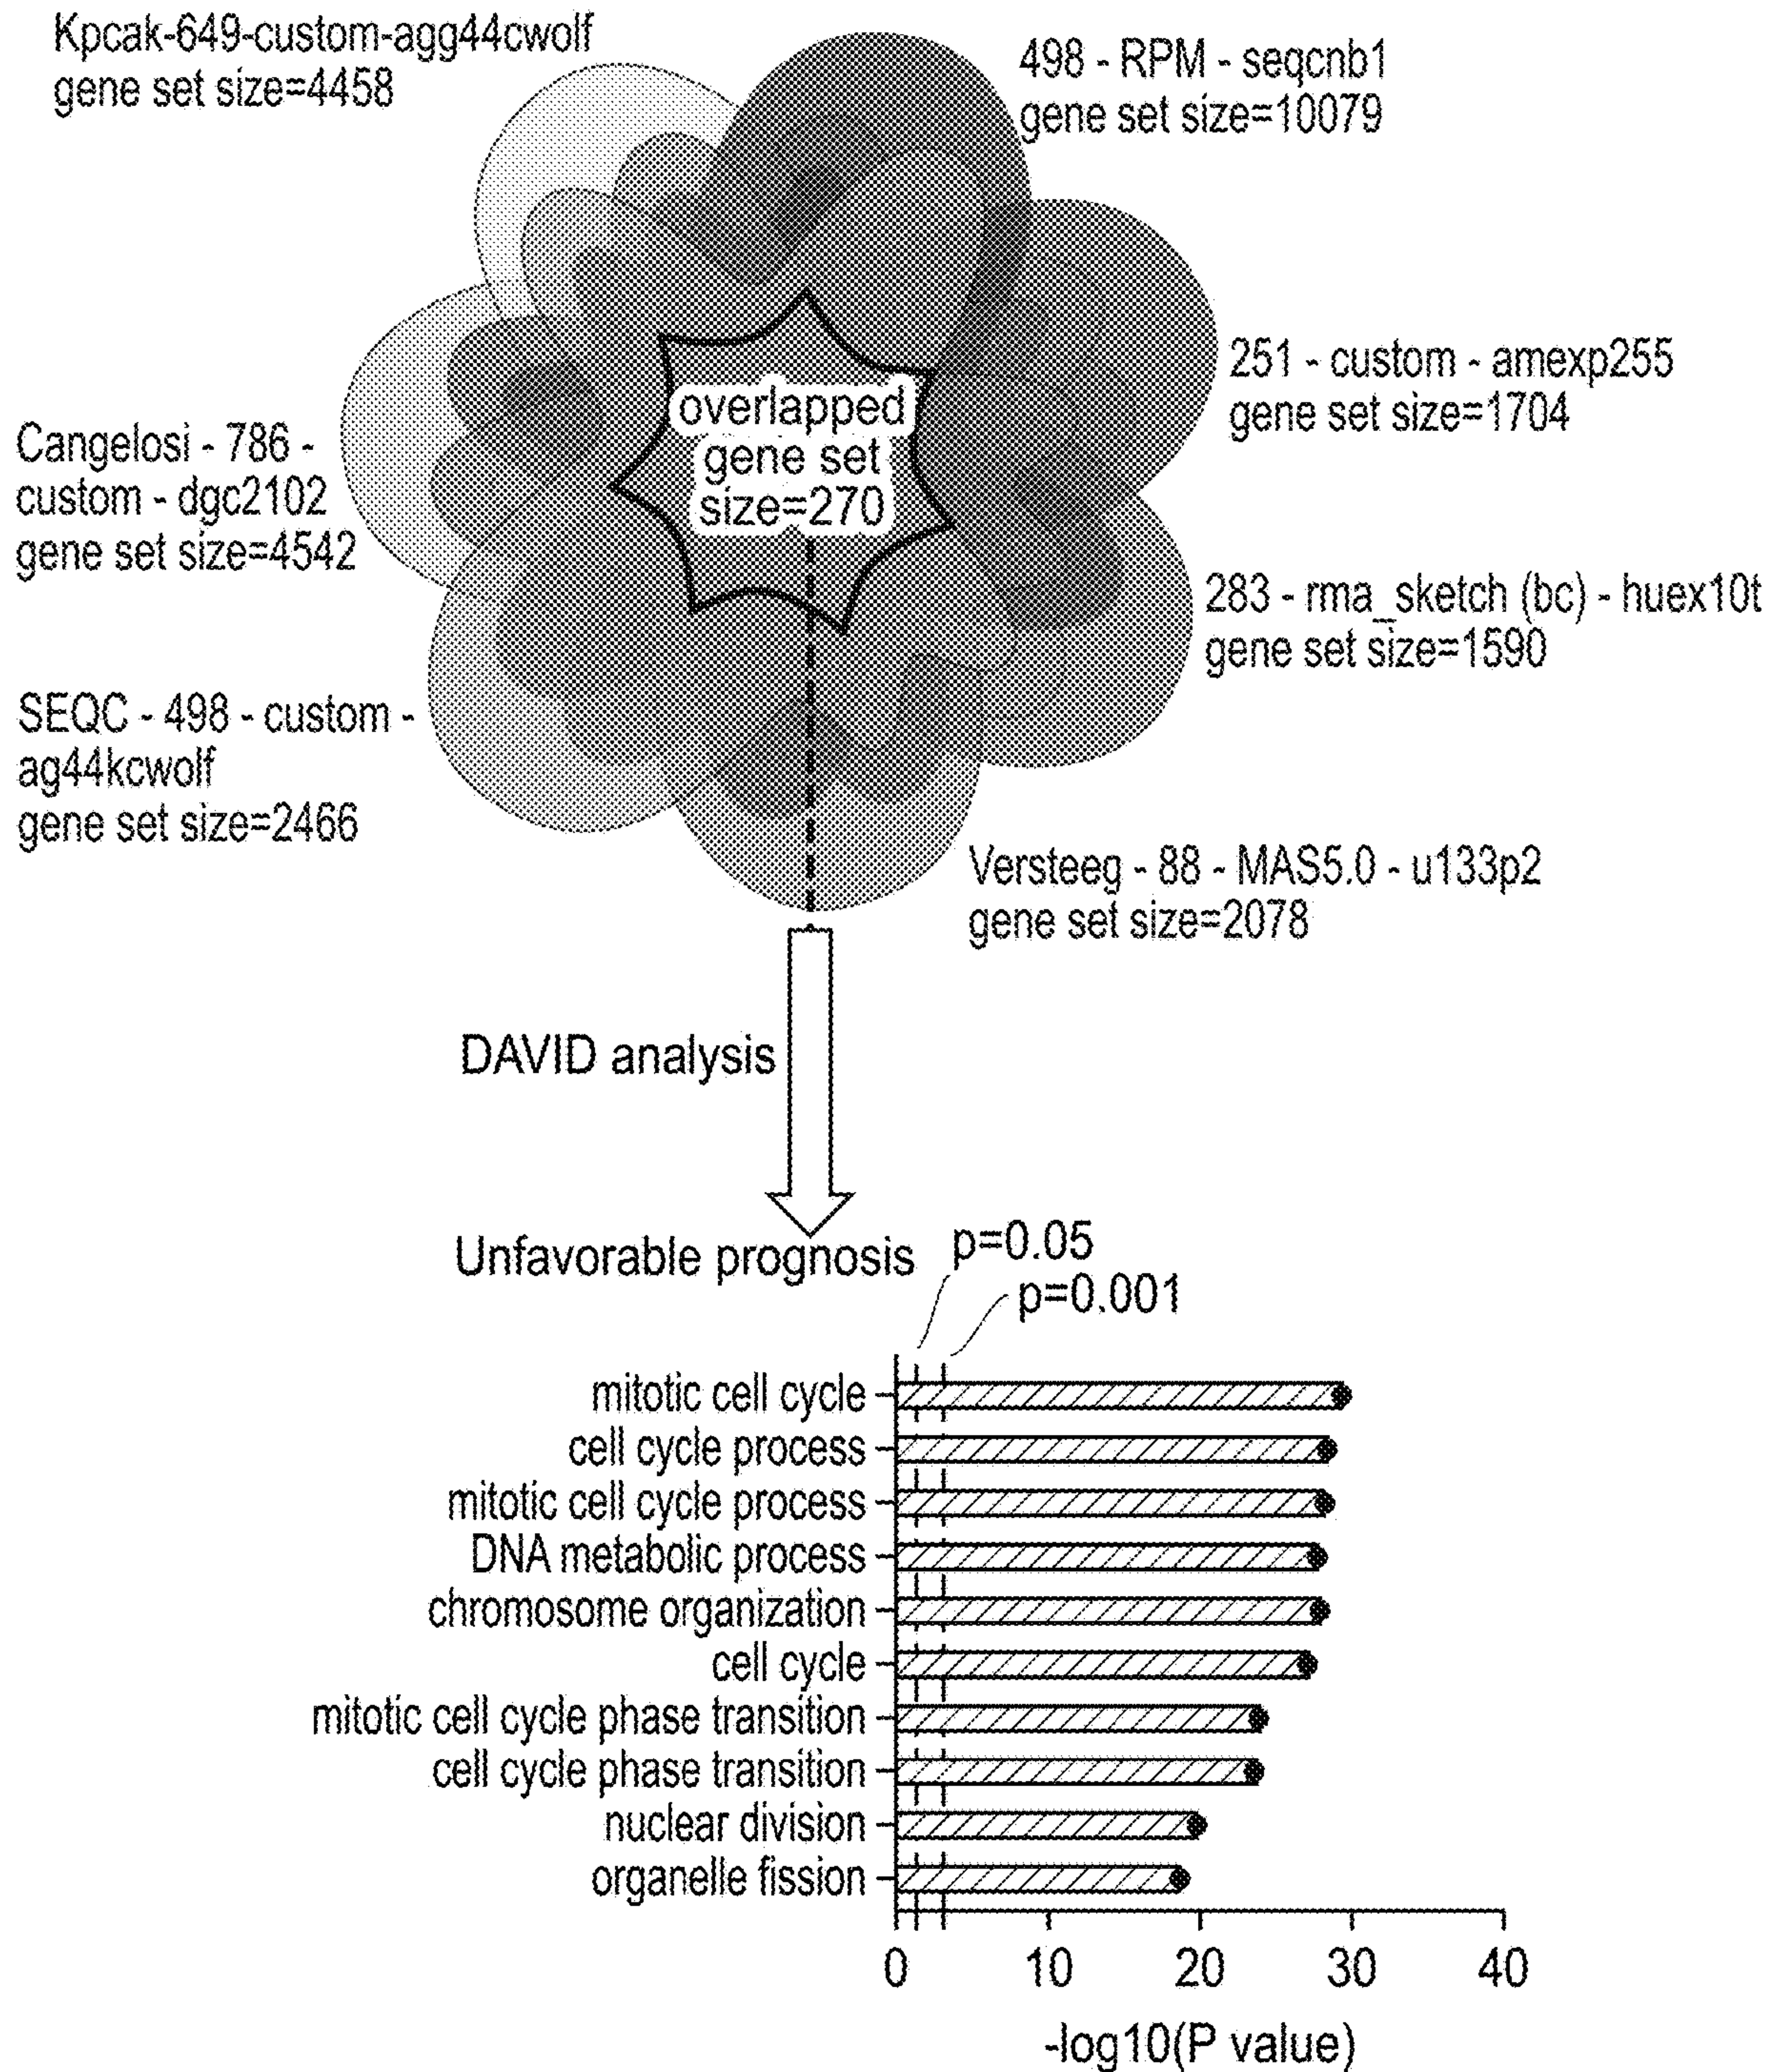 Kpcak-649-custom-agg44cwolf
gene set size=4458
498 - RPM - seqcnb1
gene set size=10079
251 - custom - amexp255
gene set size=1704
overlapped
gene set
size=270
Cangelosi - 786 -
custom - dgc2102
gene set size=4542
283 - rma_sketch (bc) - huex10t
gene set size=1590
SEQC - 498 - custom -
ag44kcwolf
gene set size=2466
Versteeg - 88 - MAS5.0 - u133p2
gene set size=2078
DAVID analysis
Unfavorable prognosis
p=0.05
p=0.001
mitotic cell cycle
cell cycle process
mitotic cell cycle process
DNA metabolic process
chromosome organization
cell cycle
mitotic cell cycle phase transition
cell cycle phase transition
nuclear division
organelle fission
0 10 20 30 40
-log10(P value)